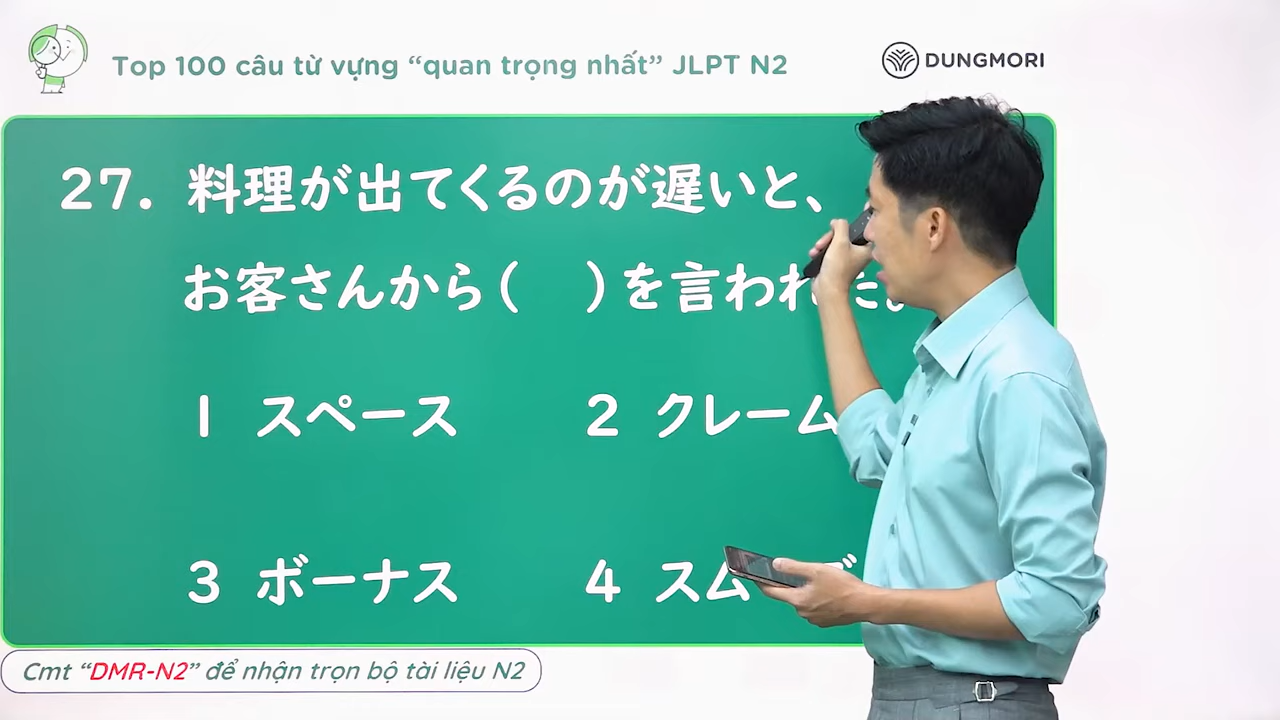 Top 100 câu từ vựng “quan trọng nhất” JLPT N2
DUNGMORI
27. 料理が出てくるのが遅いと、
お客さんから（　）を言われた。
1 スペース 2 クレーム
3 ボーナス 4 スムーズ
Cmt “DMR-N2” để nhận trọn bộ tài liệu N2